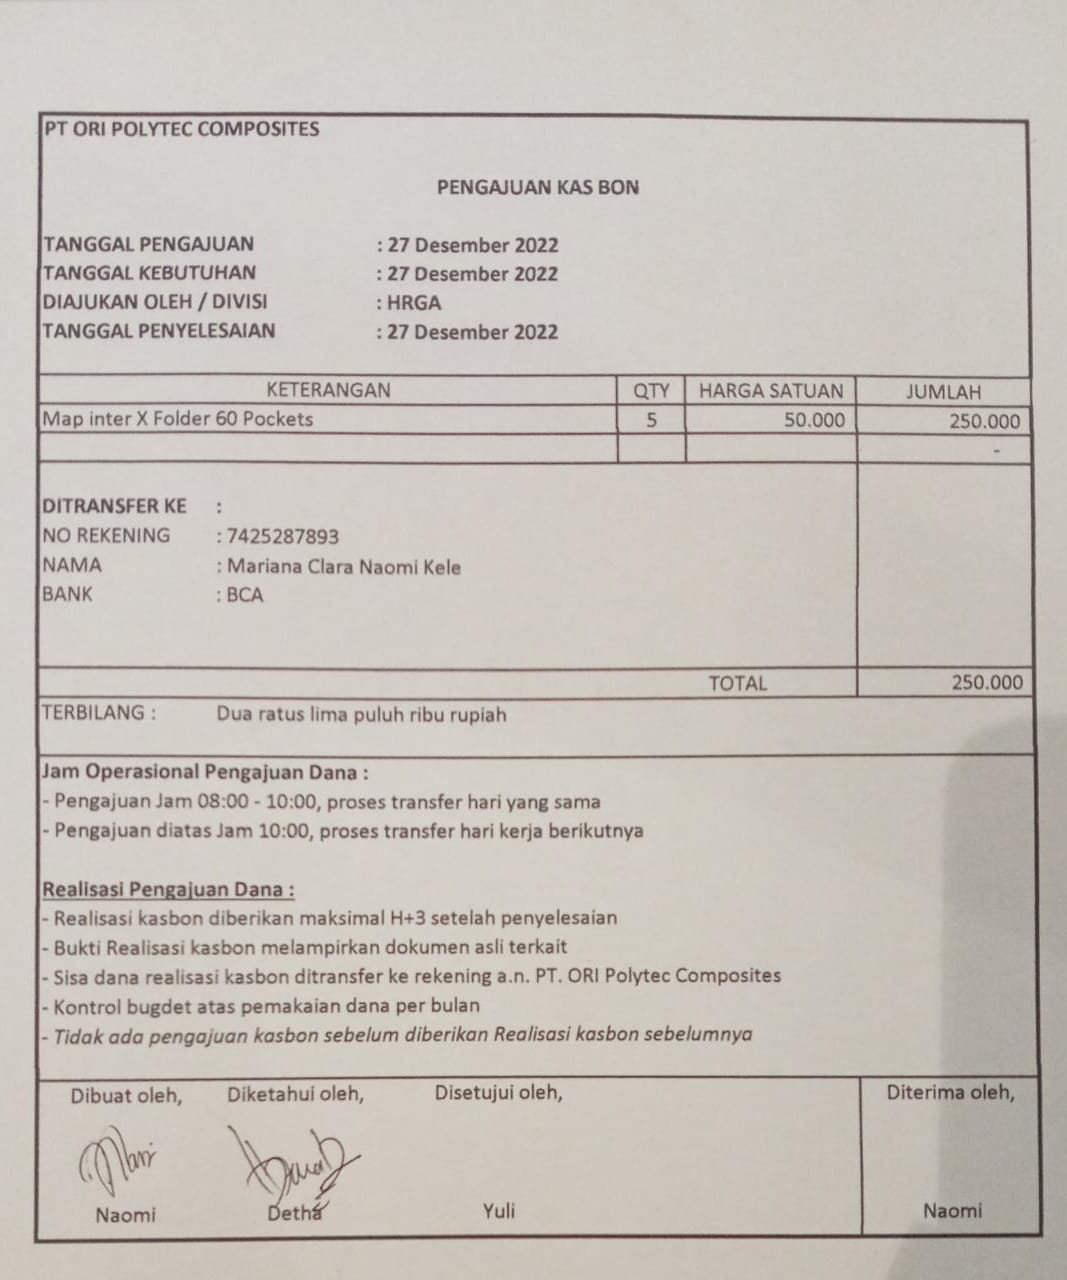 PT ORI POLYTEC COMPOSITES
PENGAJUAN KAS BON
TANGGAL PENGAJUAN : 27 Desember 2022
TANGGAL KEBUTUHAN : 27 Desember 2022
DIAJUKAN OLEH / DIVISI : HRGA
TANGGAL PENYELESAIAN : 27 Desember 2022
KETERANGAN QTY HARGA SATUAN JUMLAH
Map inter X Folder 60 Pockets 5 50.000 250.000
-
DITRANSFER KE :
NO REKENING : 7425287893
NAMA : Mariana Clara Naomi Kele
BANK : BCA
TOTAL 250.000
TERBILANG : Dua ratus lima puluh ribu rupiah
Jam Operasional Pengajuan Dana :
- Pengajuan Jam 08:00 - 10:00, proses transfer hari yang sama
- Pengajuan diatas Jam 10:00, proses transfer hari kerja berikutnya
Realisasi Pengajuan Dana :
- Realisasi kasbon diberikan maksimal H+3 setelah penyelesaian
- Bukti Realisasi kasbon melampirkan dokumen asli terkait
- Sisa dana realisasi kasbon ditransfer ke rekening a.n. PT. ORI Polytec Composites
- Kontrol bugdet atas pemakaian dana per bulan
- Tidak ada pengajuan kasbon sebelum diberikan Realisasi kasbon sebelumnya
Dibuat oleh, Diketahui oleh, Disetujui oleh, Diterima oleh,
Naomi Detha Yuli Naomi